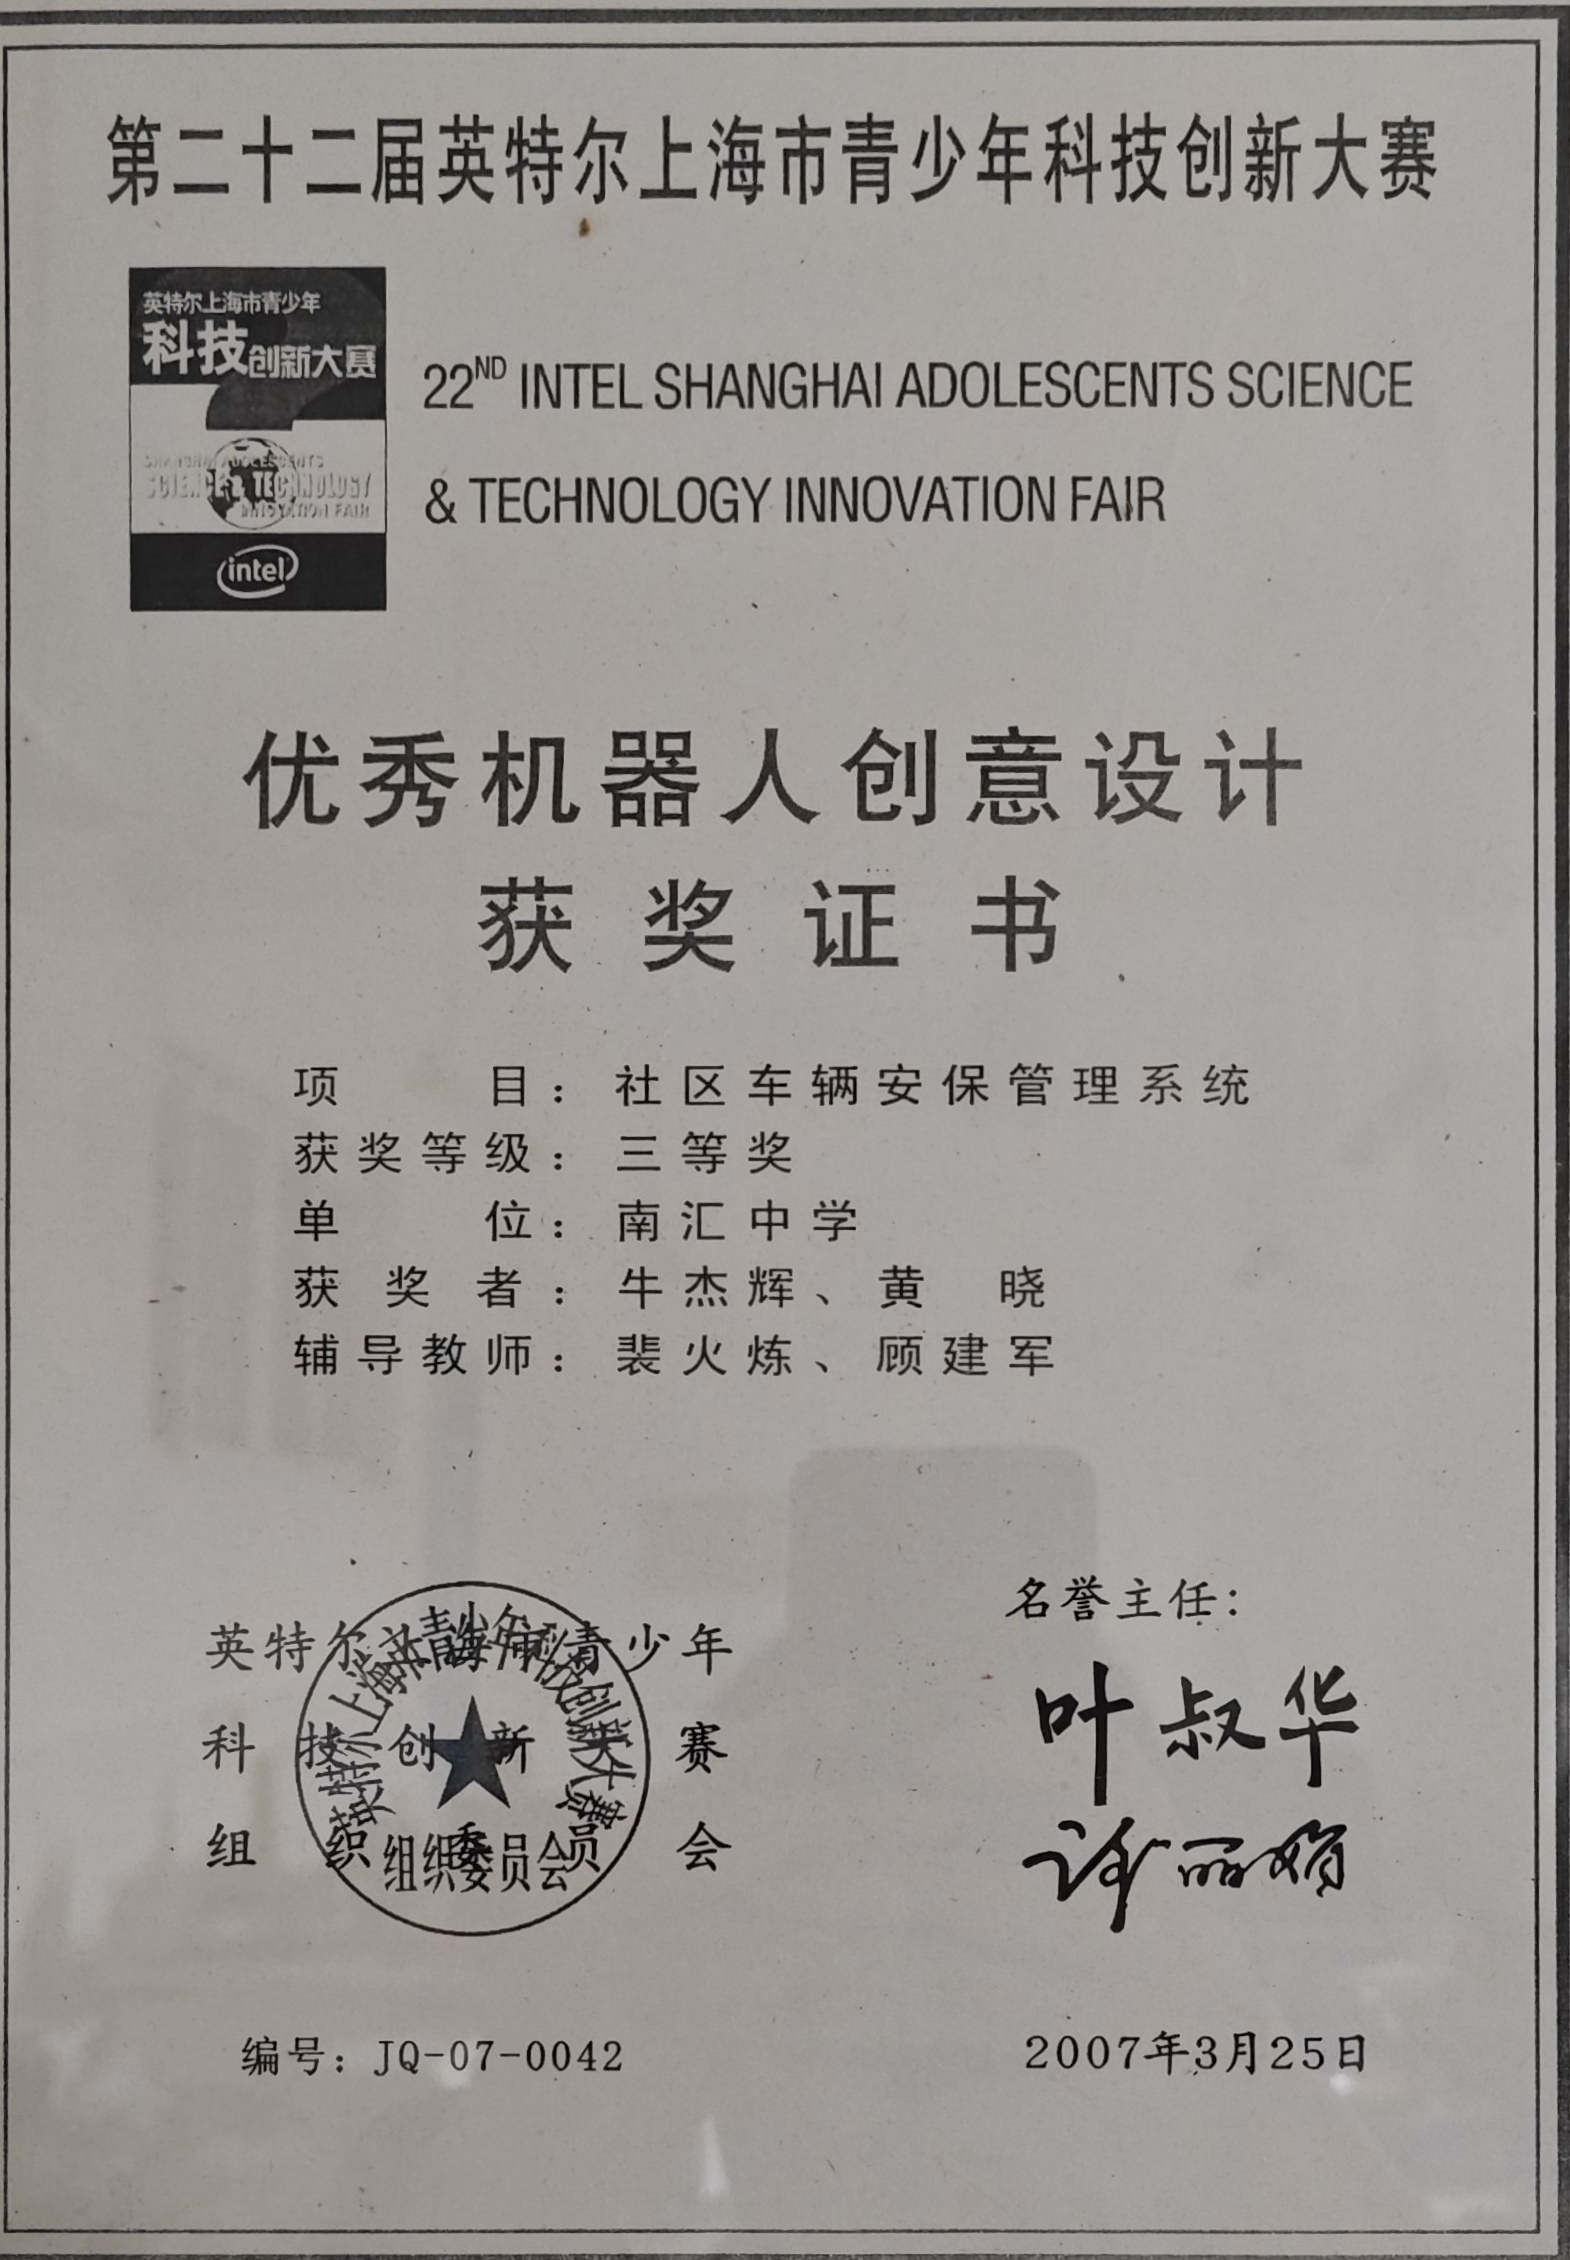 第二十二届英特尔上海市青少年科技创新大赛
英特尔上海市青少年
科技创新大赛
SHANGHAI ADOLESCENTS
SCIENCE & TECHNOLOGY
INNOVATION FAIR
intel
22ND INTEL SHANGHAI ADOLESCENTS SCIENCE
& TECHNOLOGY INNOVATION FAIR
优秀机器人创意设计
获奖证书
项目：社区车辆安保管理系统
获奖等级：三等奖
单位：南汇中学
获奖者：牛杰辉、黄 晓
辅导教师：裴火炼、顾建军
英特尔上海市青少年
科技创新大赛
组织委员会
英特尔上海市青少年科技创新大赛
组织委员会
名誉主任：
叶叔华
许丽娟
编号：JQ-07-0042
2007年3月25日